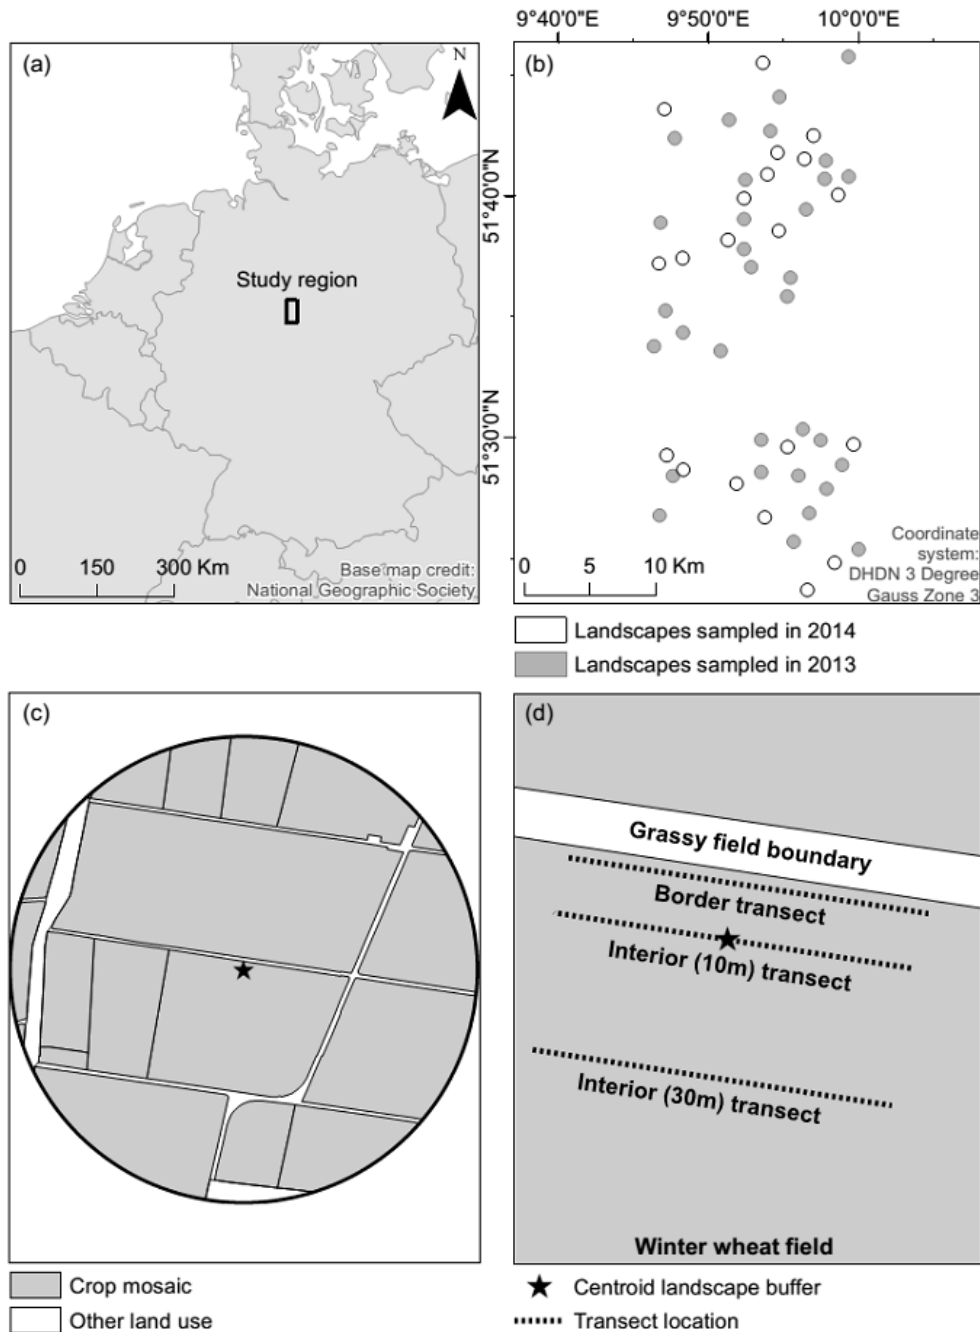 9°40'0"E 9°50'0"E 10°0'0"E
(a)
N
Study region
0 150 300 Km
Base map credit:
National Geographic Society
51°40'0"N
51°30'0"N
(b)
0 5 10 Km
Coordinate
system:
DHDN 3 Degree
Gauss Zone 3
Landscapes sampled in 2014
Landscapes sampled in 2013
(c)
Crop mosaic
Other land use
(d)
Grassy field boundary
Border transect
Interior (10m) transect
Interior (30m) transect
Winter wheat field
Centroid landscape buffer
Transect location